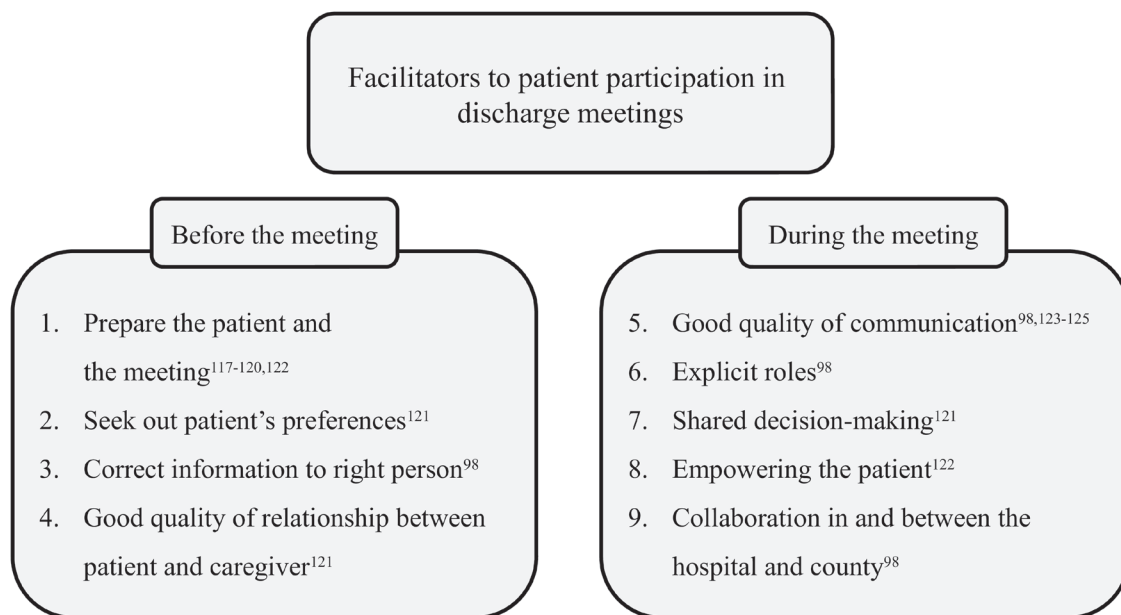 Facilitators to patient participation in
discharge meetings
Before the meeting
1. Prepare the patient and
the meeting117-120,122
2. Seek out patient’s preferences121
3. Correct information to right person98
4. Good quality of relationship between
patient and caregiver121
During the meeting
5. Good quality of communication98,123-125
6. Explicit roles98
7. Shared decision-making121
8. Empowering the patient122
9. Collaboration in and between the
hospital and county98